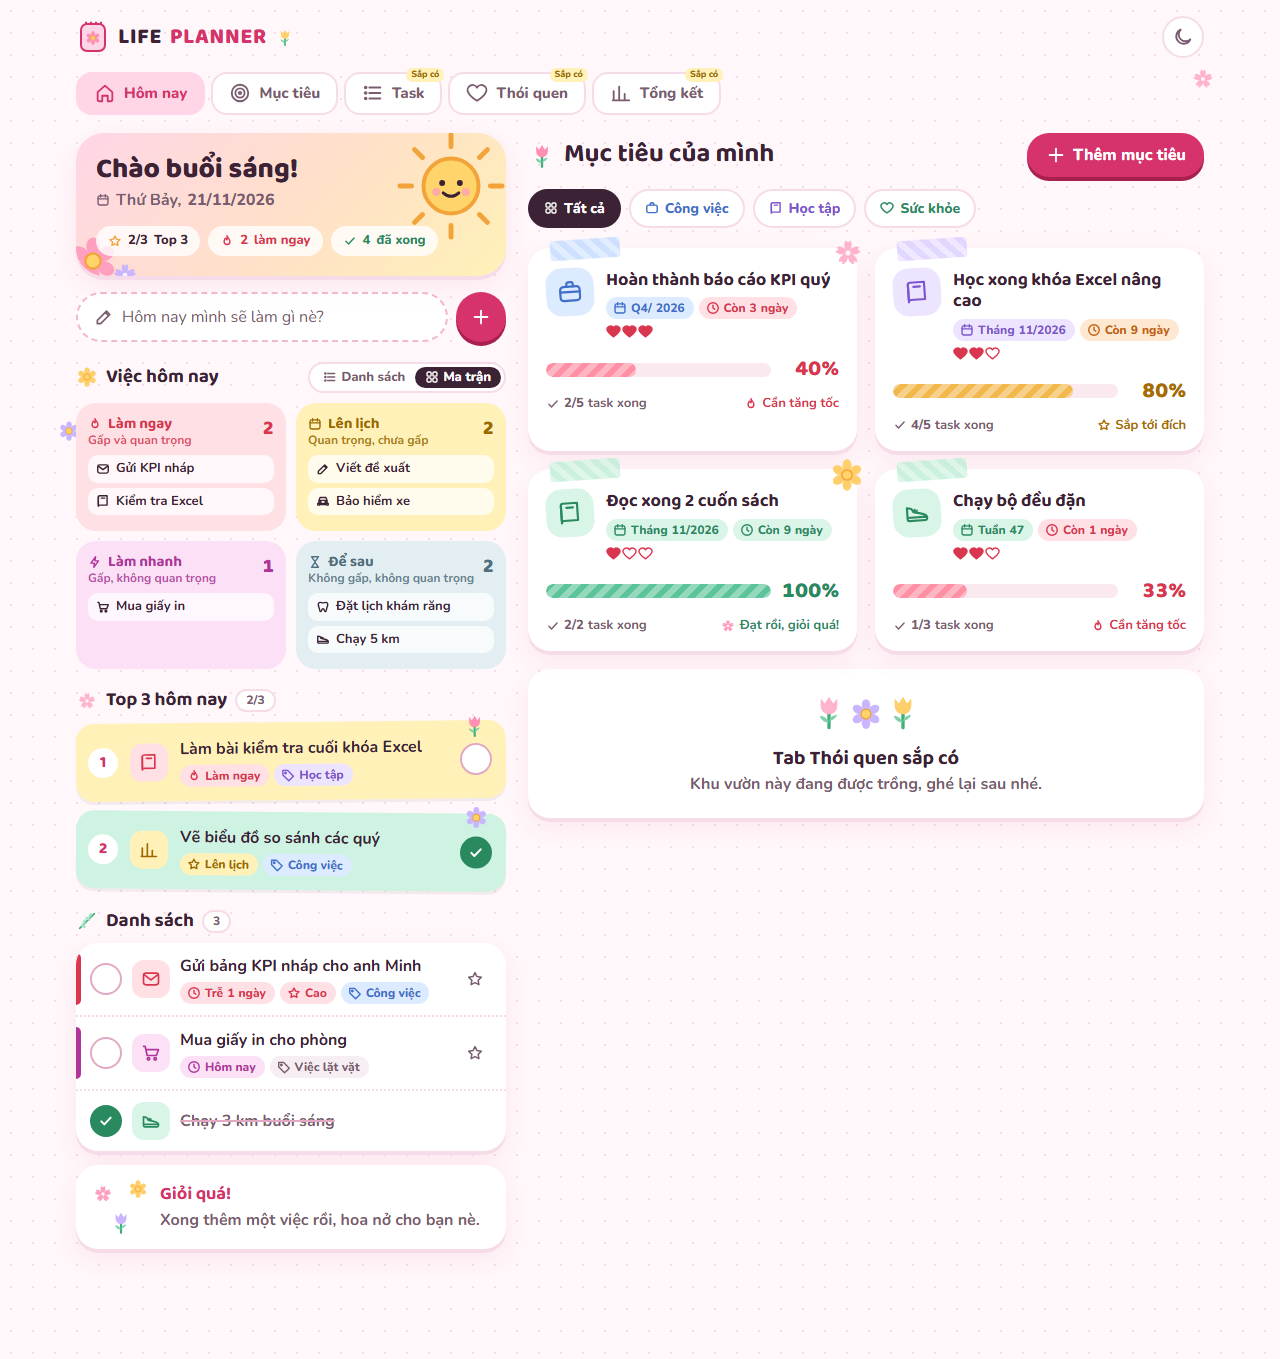 LIFE PLANNER
Hôm nay
Mục tiêu
Task
Sắp có
Thói quen
Sắp có
Tổng kết
Sắp có
Chào buổi sáng!
Thứ Bảy, 21/11/2026
2/3 Top 3
2 làm ngay
4 đã xong
Hôm nay mình sẽ làm gì nè?
Việc hôm nay
Danh sách
Ma trận
Làm ngay
2
Gấp và quan trọng
Gửi KPI nháp
Kiểm tra Excel
Lên lịch
2
Quan trọng, chưa gấp
Viết đề xuất
Bảo hiểm xe
Làm nhanh
1
Gấp, không quan trọng
Mua giấy in
Để sau
2
Không gấp, không quan trọng
Đặt lịch khám răng
Chạy 5 km
Top 3 hôm nay
2/3
1
Làm bài kiểm tra cuối khóa Excel
Làm ngay
Học tập
2
Vẽ biểu đồ so sánh các quý
Lên lịch
Công việc
Danh sách
3
Gửi bảng KPI nháp cho anh Minh
Trễ 1 ngày
Cao
Công việc
Mua giấy in cho phòng
Hôm nay
Việc lặt vặt
Chạy 3 km buổi sáng
Giỏi quá!
Xong thêm một việc rồi, hoa nở cho bạn nè.
Mục tiêu của mình
Thêm mục tiêu
Tất cả
Công việc
Học tập
Sức khỏe
Hoàn thành báo cáo KPI quý
Q4/ 2026
Còn 3 ngày
40%
2/5 task xong
Cần tăng tốc
Học xong khóa Excel nâng
cao
Tháng 11/2026
Còn 9 ngày
80%
4/5 task xong
Sắp tới đích
Đọc xong 2 cuốn sách
Tháng 11/2026
Còn 9 ngày
100%
2/2 task xong
Đạt rồi, giỏi quá!
Chạy bộ đều đặn
Tuần 47
Còn 1 ngày
33%
1/3 task xong
Cần tăng tốc
Tab Thói quen sắp có
Khu vườn này đang được trồng, ghé lại sau nhé.